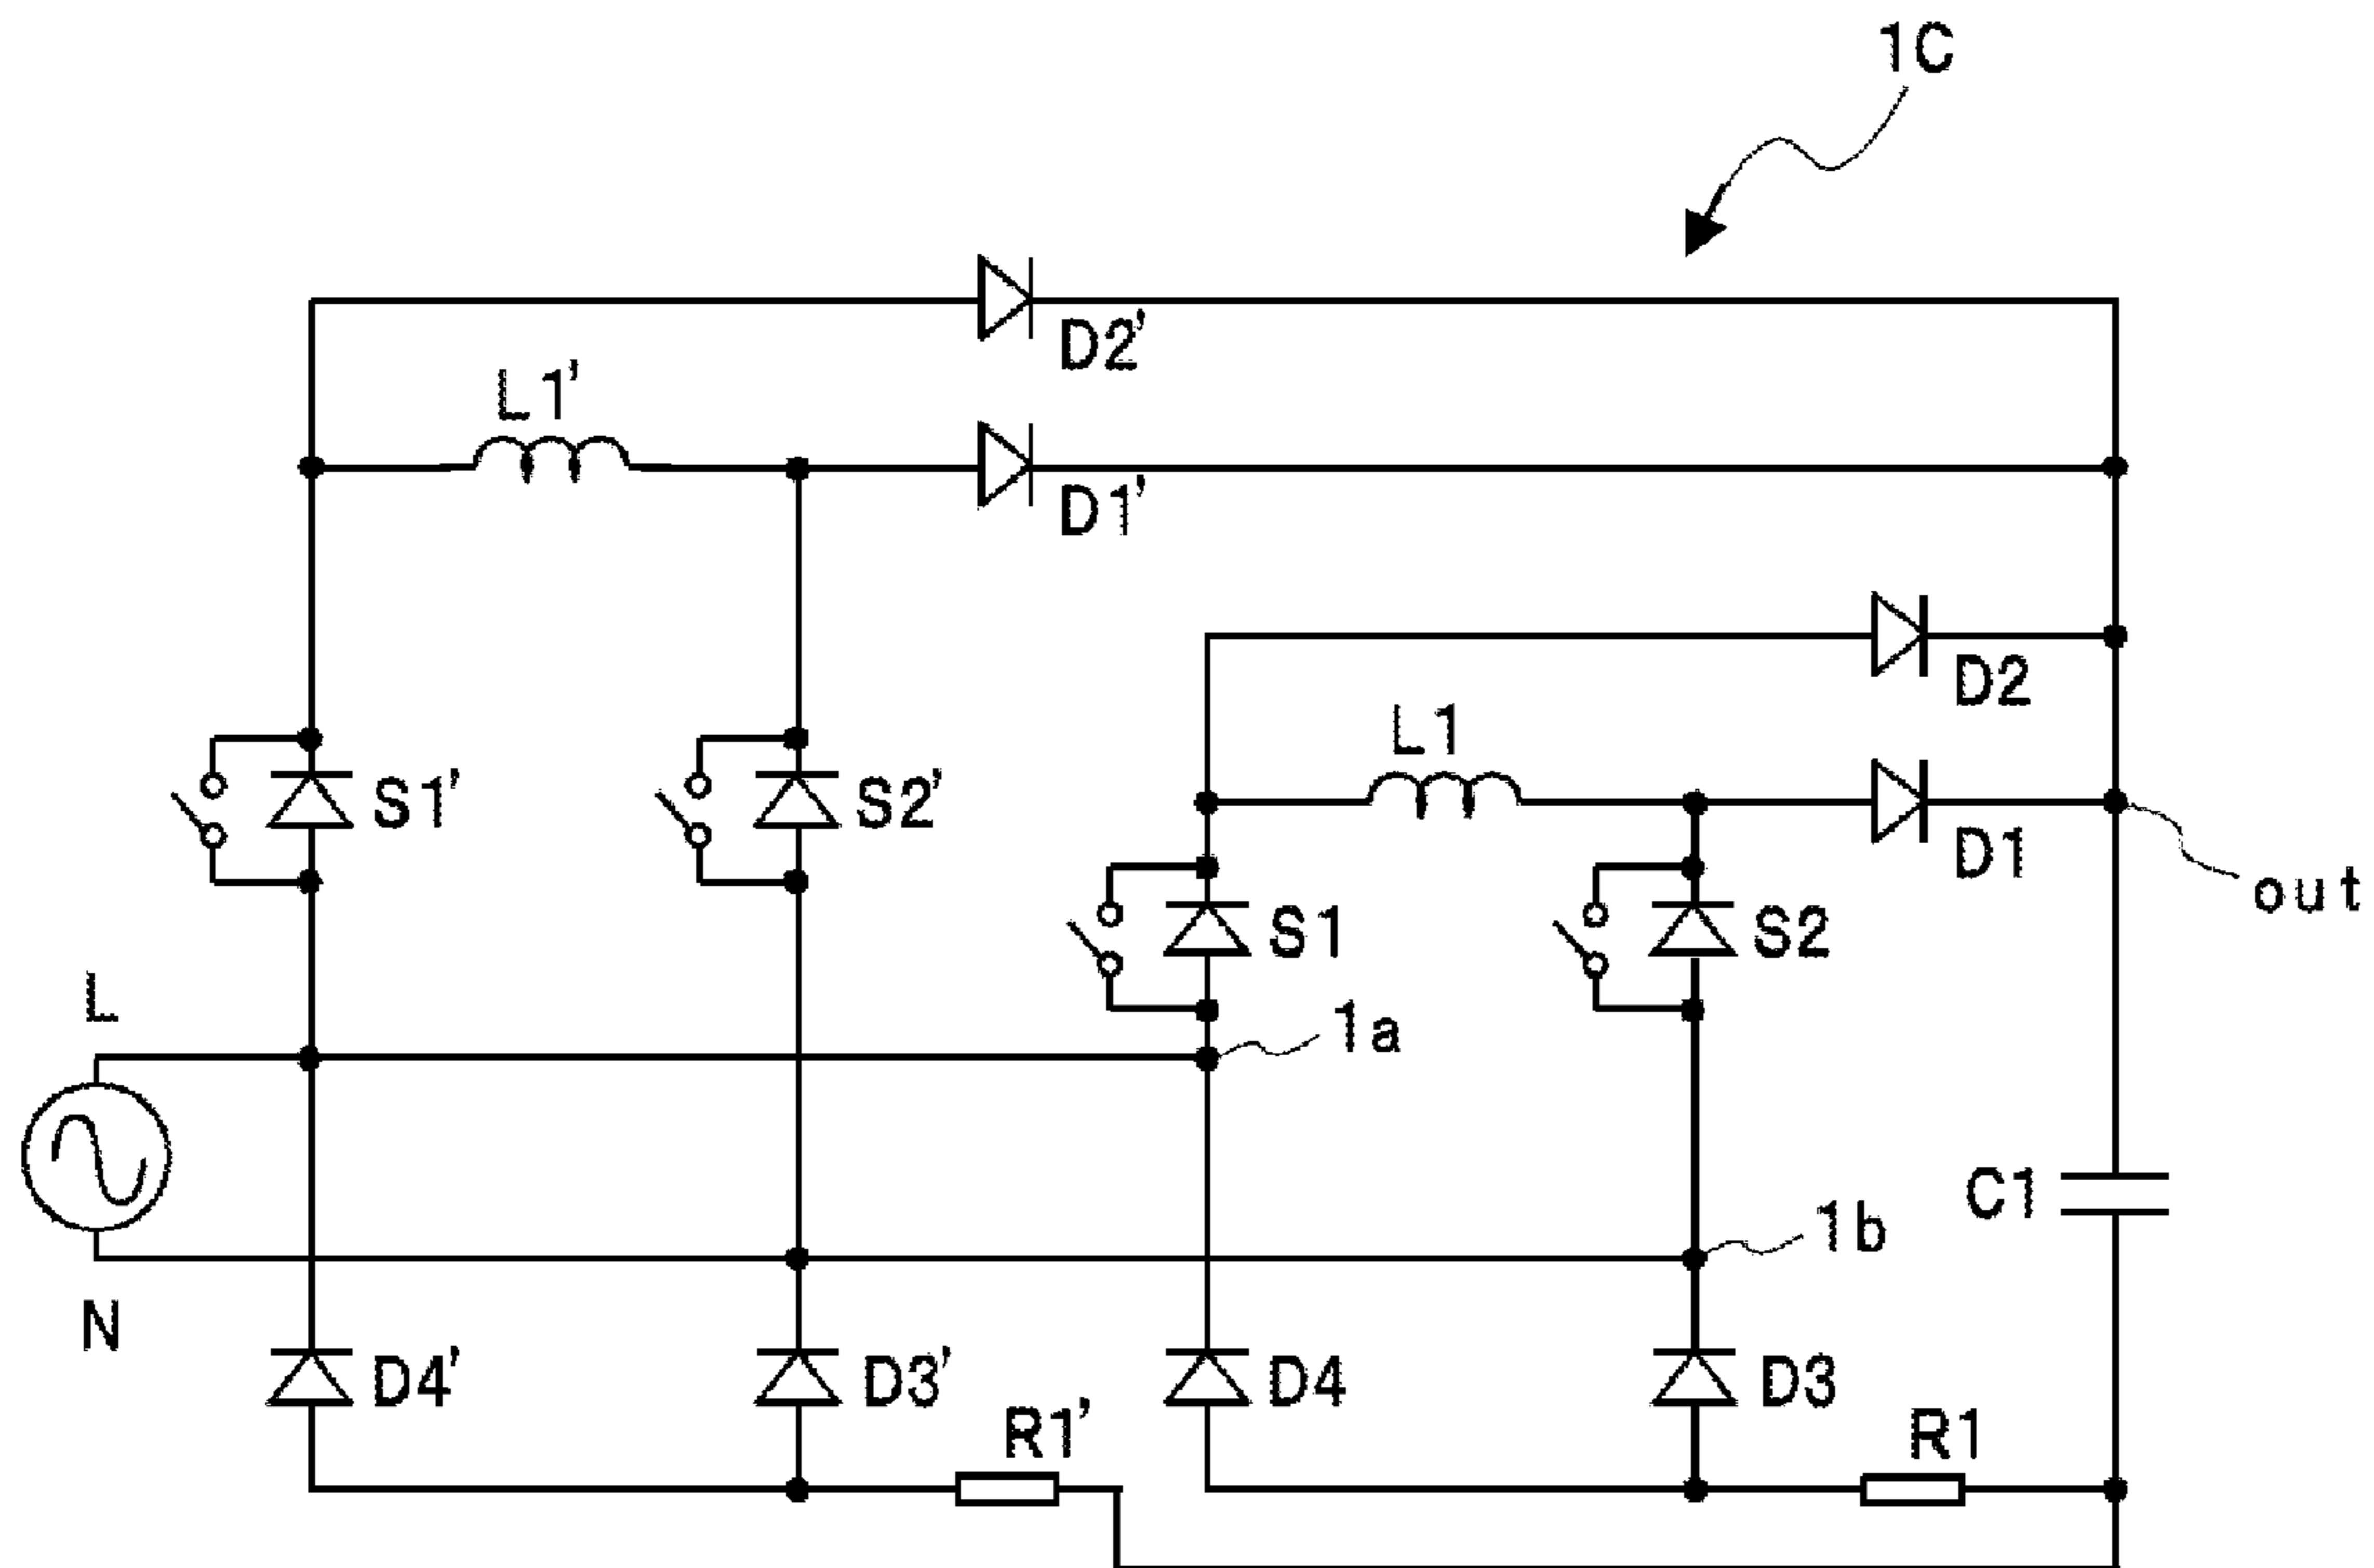 1C
D2'
L1'
D1'
D2
L1
D1
S1'
S2'
S1
S2
out
L
1a
C1
1b
N
D4'
D3'
D4
D3
R1'
R1